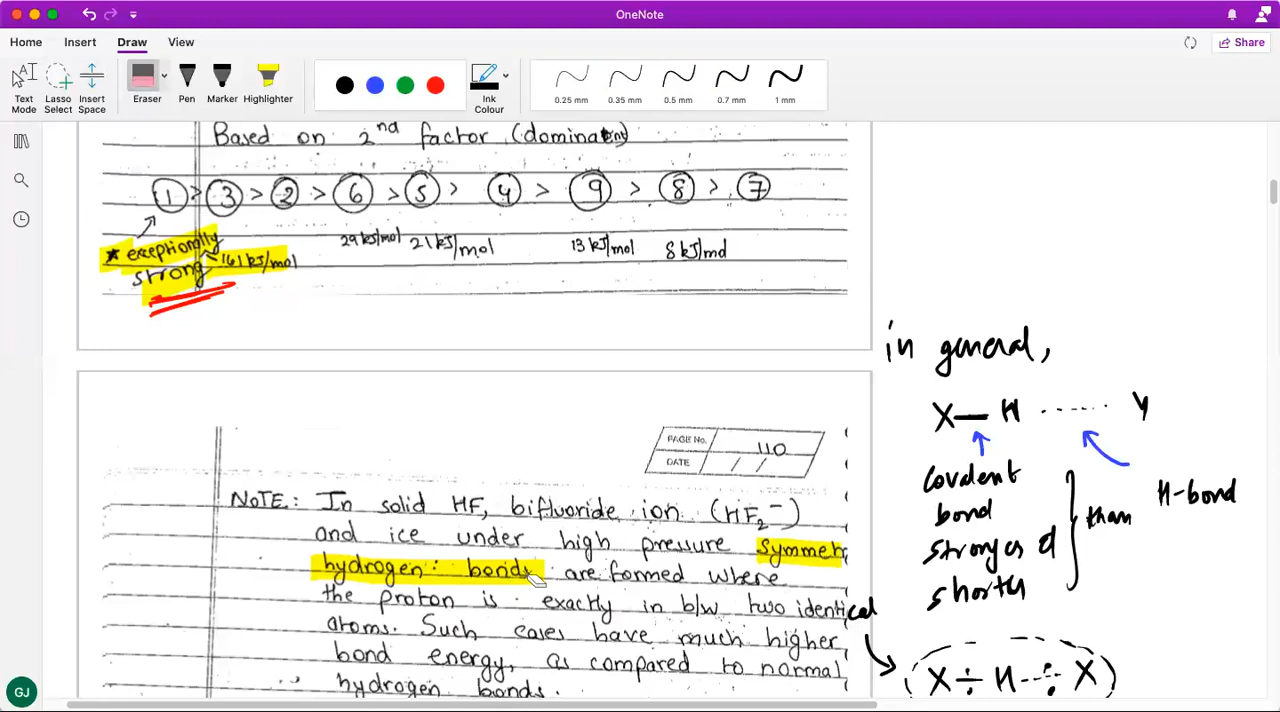 OneNote
Home Insert Draw View
Share
Text Mode
Lasso Select
Insert Space
Eraser
Pen
Marker
Highlighter
Ink Colour
0.25 mm 0.35 mm 0.5 mm 0.7 mm 1 mm
Based on 2nd factor (dominatent)
1 > 3 > 2 > 6 > 5 > 4 > 9 > 8 > 7
29 kJ/mol 21 kJ/mol 13 kJ/mol 8 kJ/mol
* exceptionally
strong 161 kJ/mol
PAGE No. 110
DATE / /
NOTE: In solid HF, bifluoride ion (HF2-)
and ice under high pressure symmet
hydrogen: bonds are formed where
the proton is exactly in b/w two identical
atoms. Such cases have much higher
bond energy, as compared to normal
hydrogen bonds.
in general,
X—H ...... Y
covalent
bond
stronger &
shorter
than
H-bond
X ÷ H ÷ X
GJ